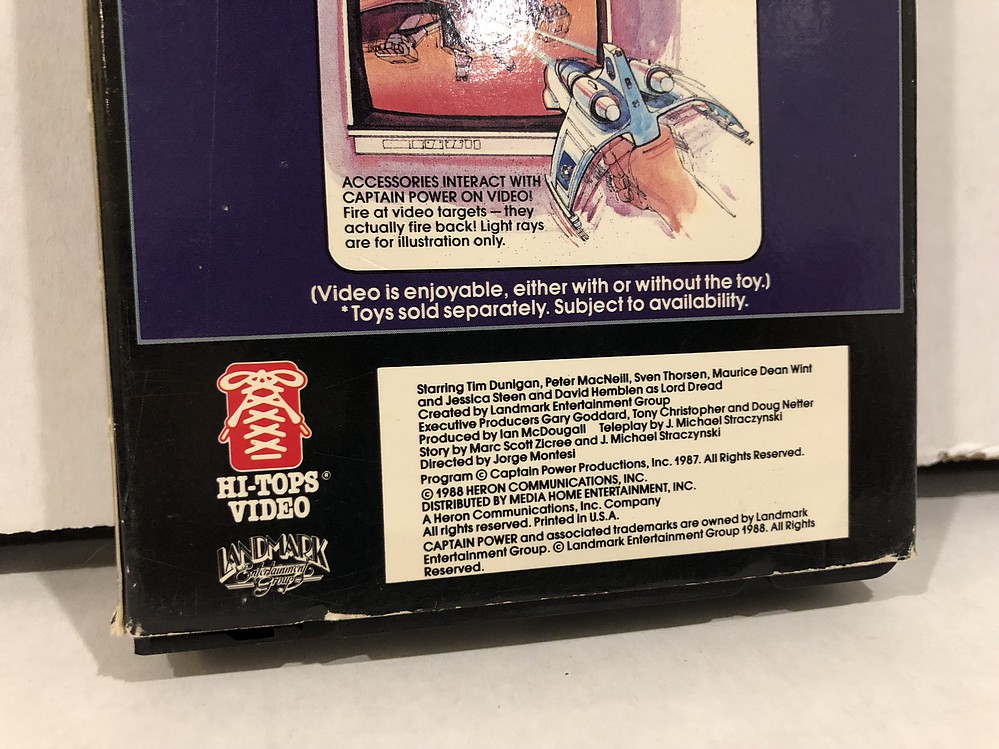 ACCESSORIES INTERACT WITH
CAPTAIN POWER ON VIDEO!
Fire at video targets — they
actually fire back! Light rays
are for illustration only.
(Video is enjoyable, either with or without the toy.)
*Toys sold separately. Subject to availability.
HI-TOPS®
VIDEO
LANDMARK
Entertainment
Group
Starring Tim Dunigan, Peter MacNeill, Sven Thorsen, Maurice Dean Wint
and Jessica Steen and David Hemblen as Lord Dread
Created by Landmark Entertainment Group
Executive Producers Gary Goddard, Tony Christopher and Doug Netter
Produced by Ian McDougall Teleplay by J. Michael Straczynski
Story by Marc Scott Zicree and J. Michael Straczynski
Directed by Jorge Montesi
Program © Captain Power Productions, Inc. 1987. All Rights Reserved.
© 1988 HERON COMMUNICATIONS, INC.
DISTRIBUTED BY MEDIA HOME ENTERTAINMENT, INC.
A Heron Communications, Inc. Company
All rights reserved. Printed in U.S.A.
CAPTAIN POWER and associated trademarks are owned by Landmark
Entertainment Group. © Landmark Entertainment Group 1988. All Rights
Reserved.